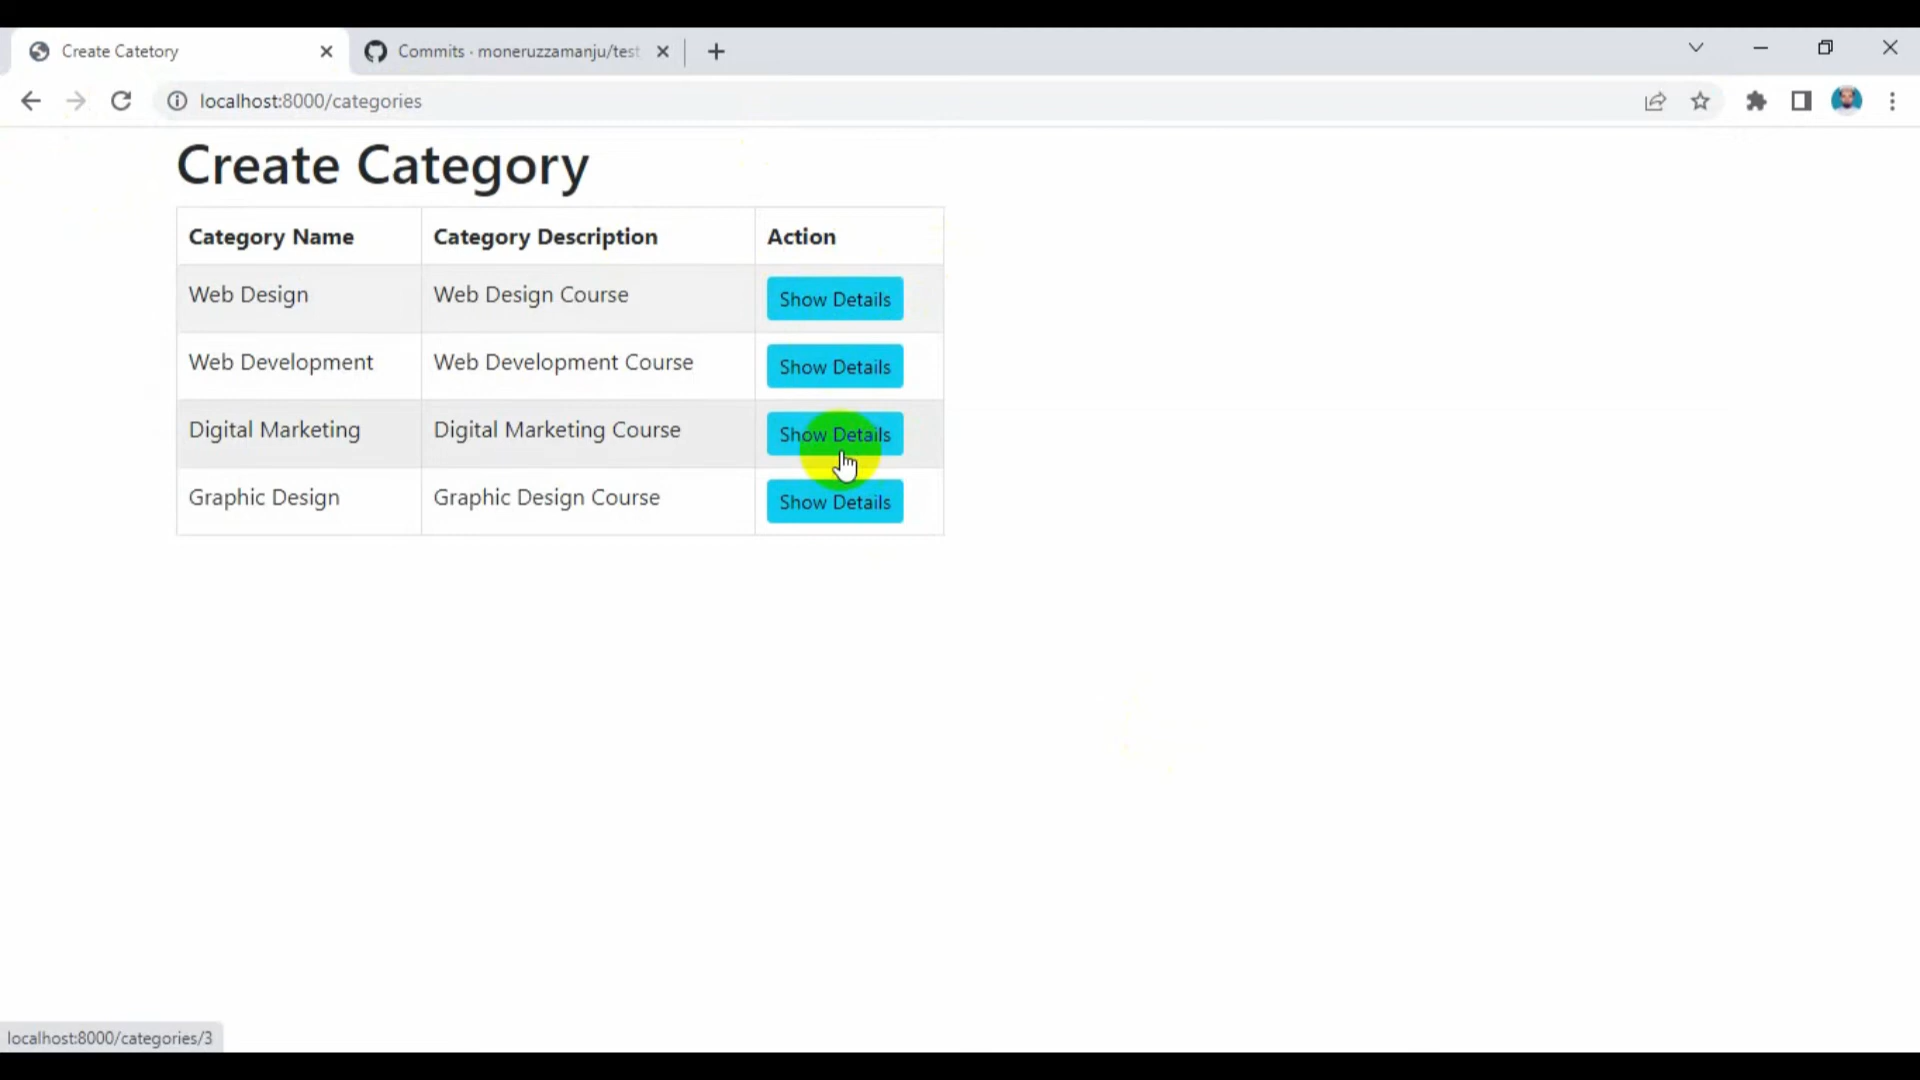 Create Catetory
Commits · moneruzzamanju/test
localhost:8000/categories
Create Category
Category Name Category Description Action
Web Design Web Design Course Show Details
Web Development Web Development Course Show Details
Digital Marketing Digital Marketing Course Show Details
Graphic Design Graphic Design Course Show Details
localhost:8000/categories/3